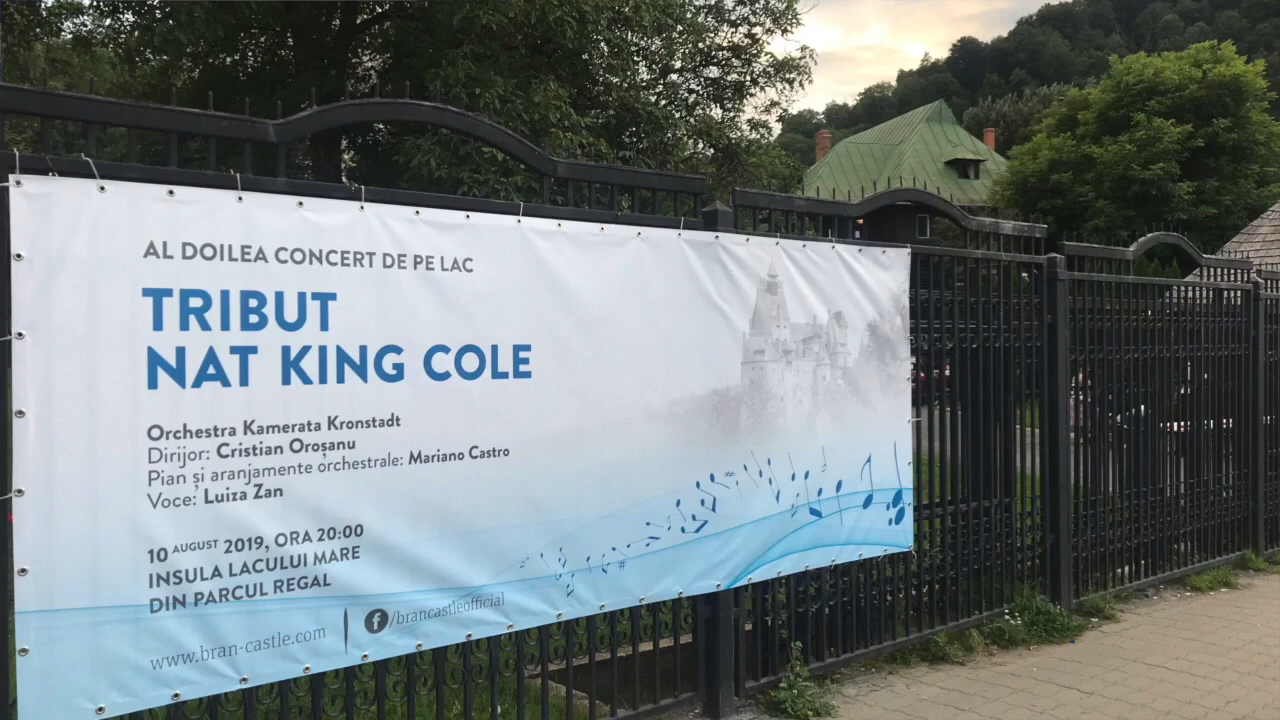 AL DOILEA CONCERT DE PE LAC
TRIBUT
NAT KING COLE
Orchestra Kamerata Kronstadt
Dirijor: Cristian Oroșanu
Pian și aranjamente orchestrale: Mariano Castro
Voce: Luiza Zan
10 AUGUST 2019, ORA 20:00
INSULA LACULUI MARE
DIN PARCUL REGAL
www.bran-castle.com | f /brancastleofficial